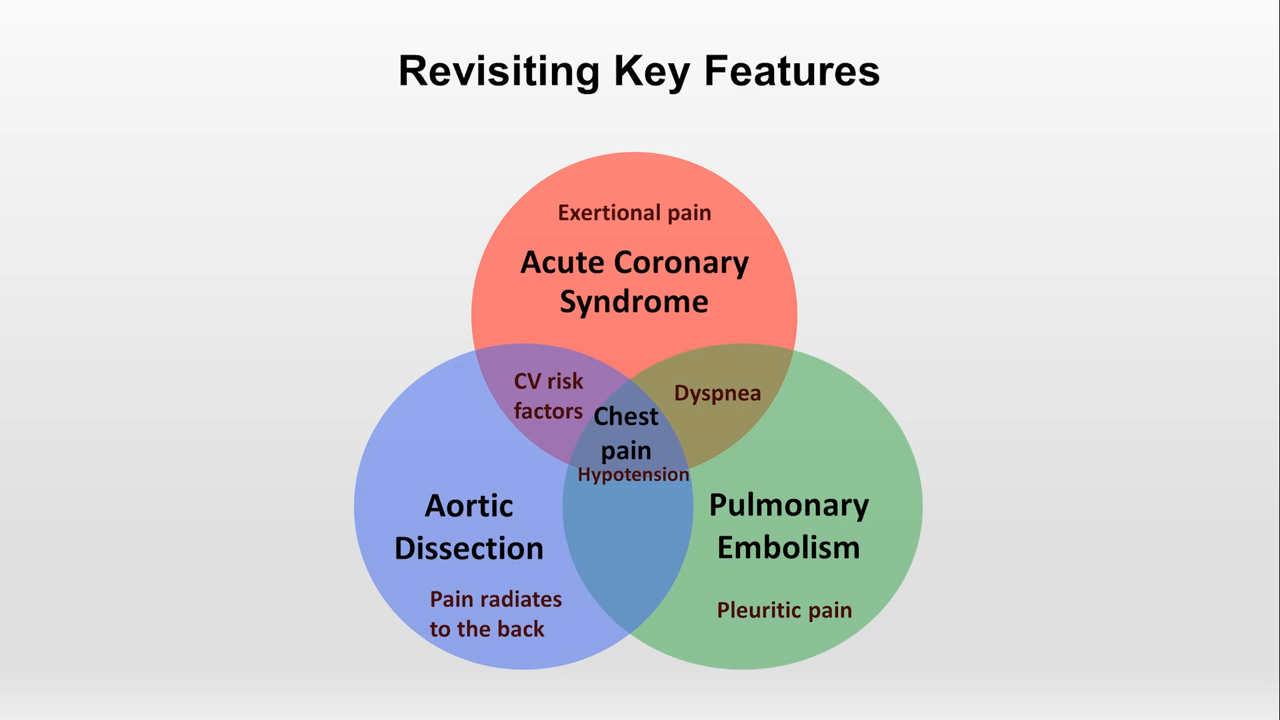 Revisiting Key Features
Exertional pain
Acute Coronary
Syndrome
CV risk
factors
Dyspnea
Chest
pain
Hypotension
Aortic
Dissection
Pulmonary
Embolism
Pain radiates
to the back
Pleuritic pain